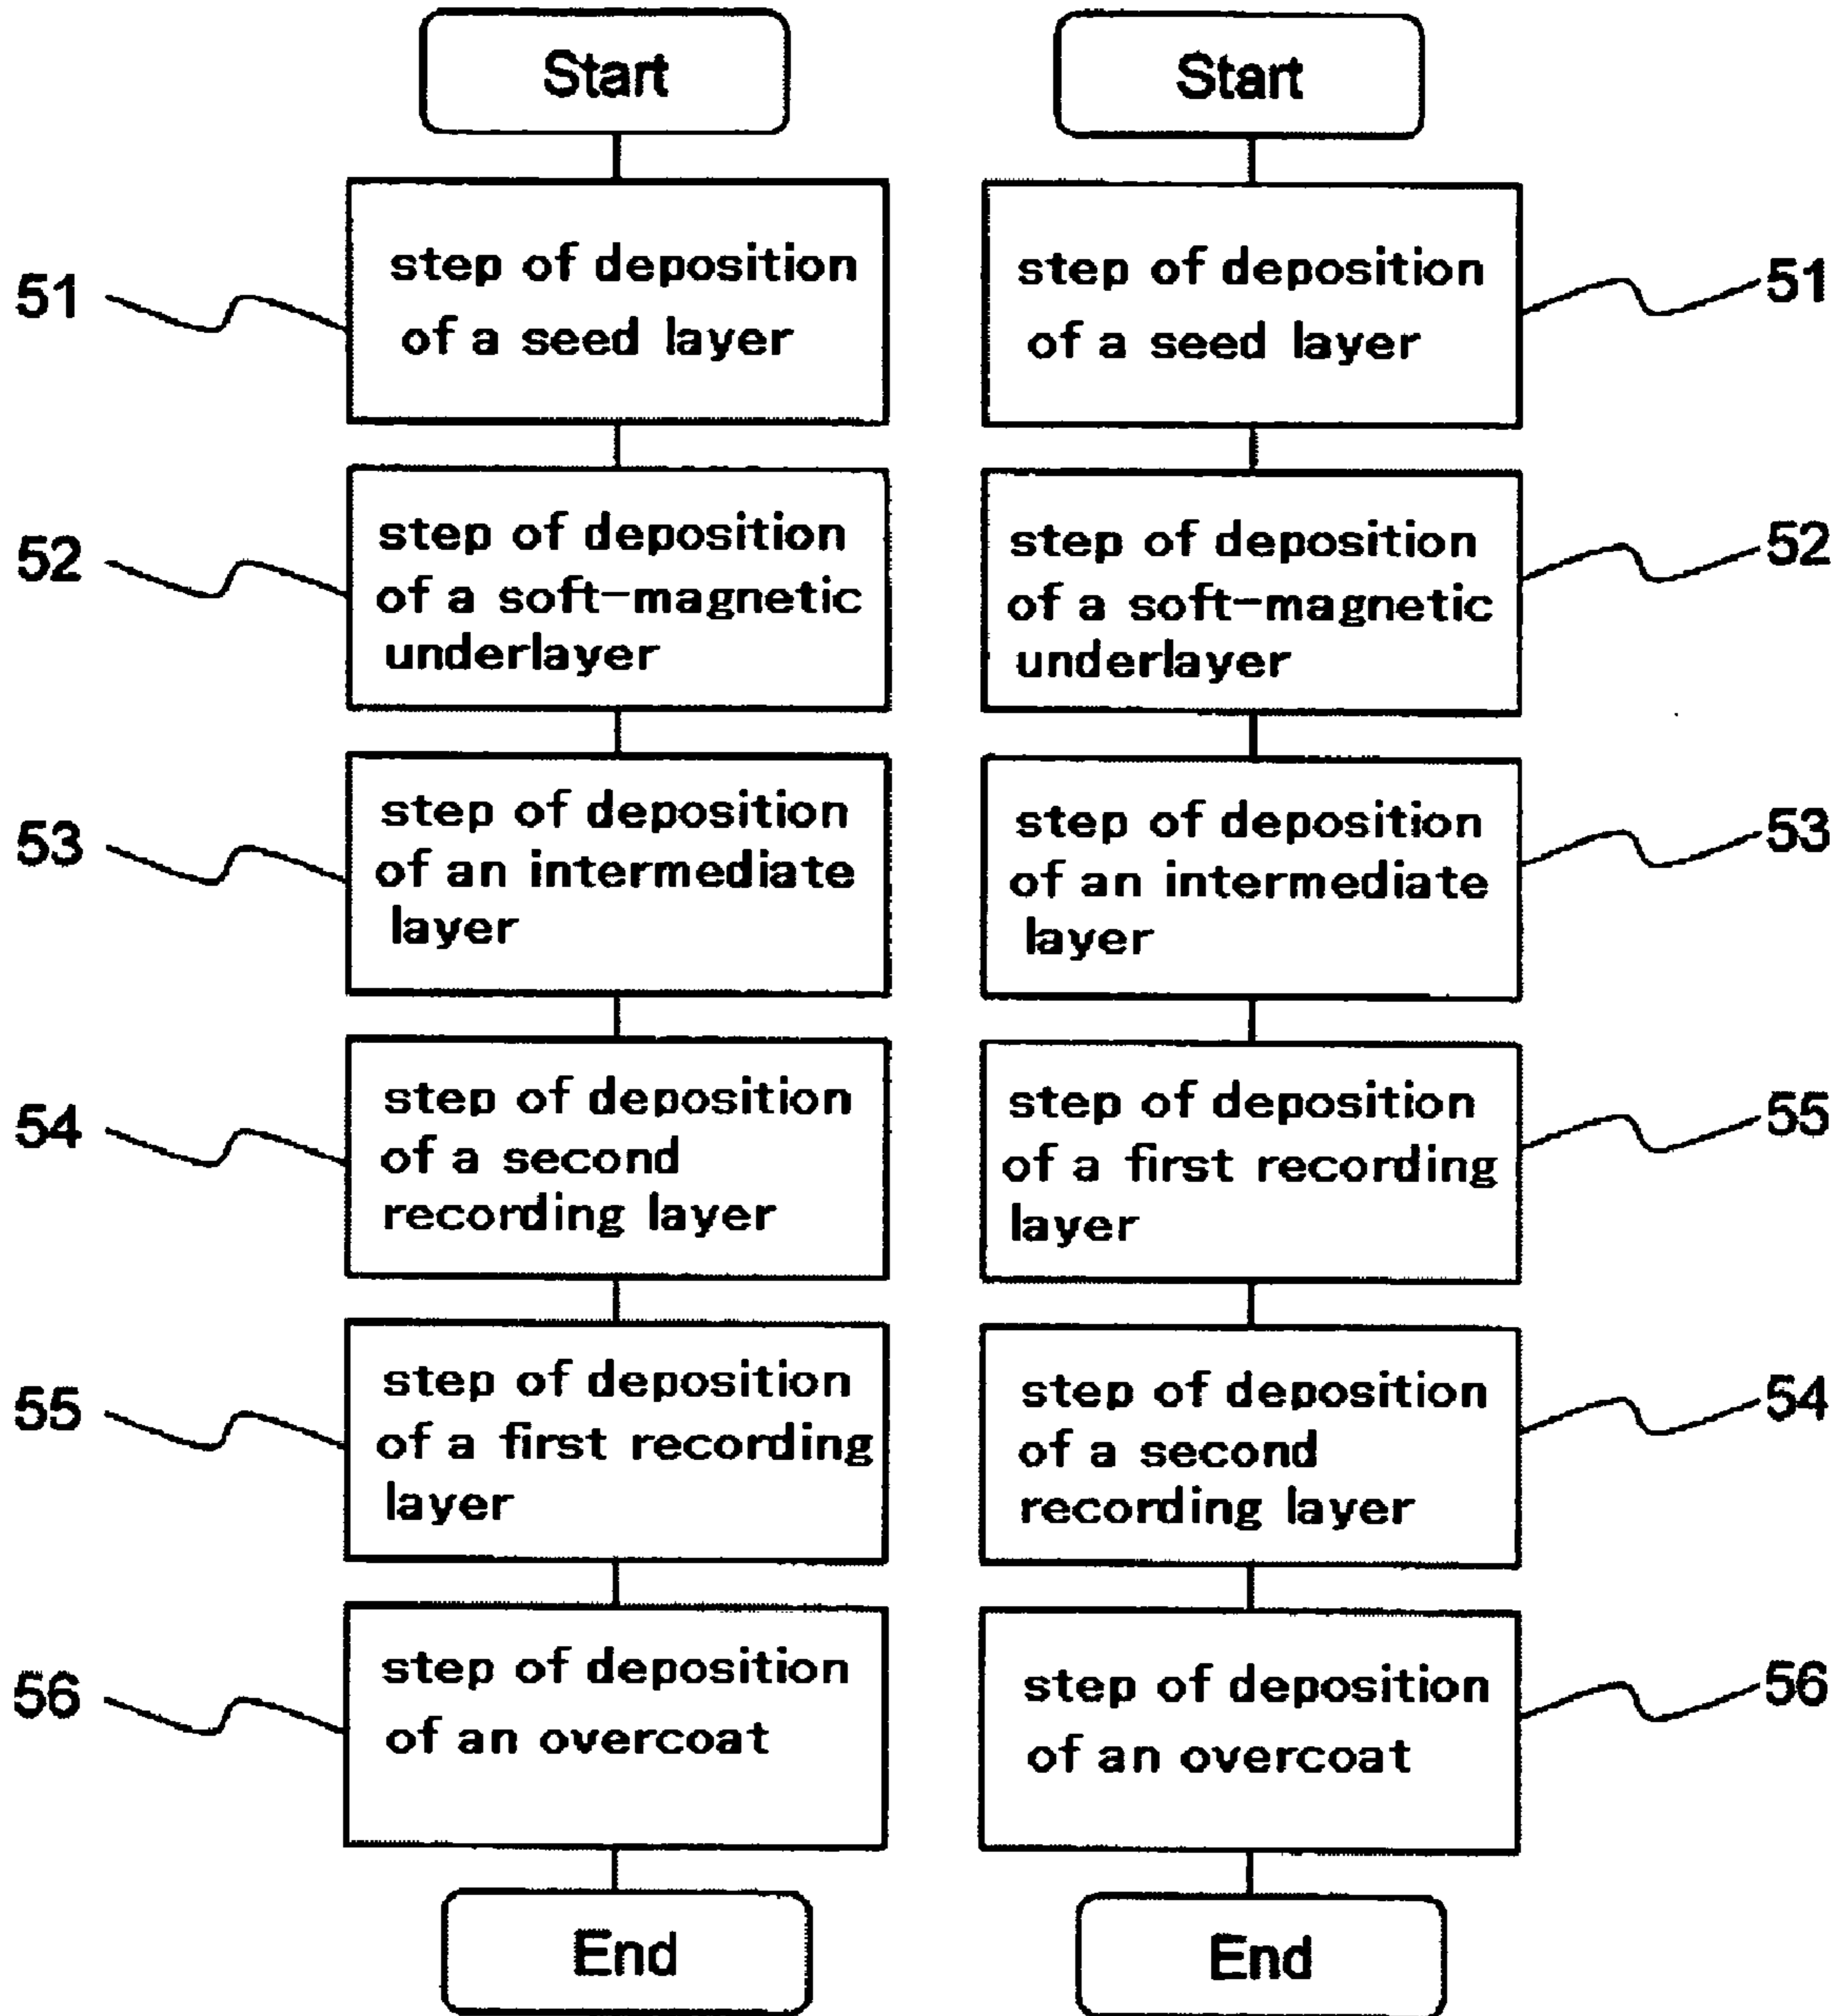 Start
51
step of deposition
of a seed layer
52
step of deposition
of a soft-magnetic
underlayer
53
step of deposition
of an intermediate
layer
54
step of deposition
of a second
recording layer
55
step of deposition
of a first recording
layer
56
step of deposition
of an overcoat
End
Start
step of deposition
of a seed layer
51
step of deposition
of a soft-magnetic
underlayer
52
step of deposition
of an intermediate
layer
53
step of deposition
of a first recording
layer
55
step of deposition
of a second
recording layer
54
step of deposition
of an overcoat
56
End